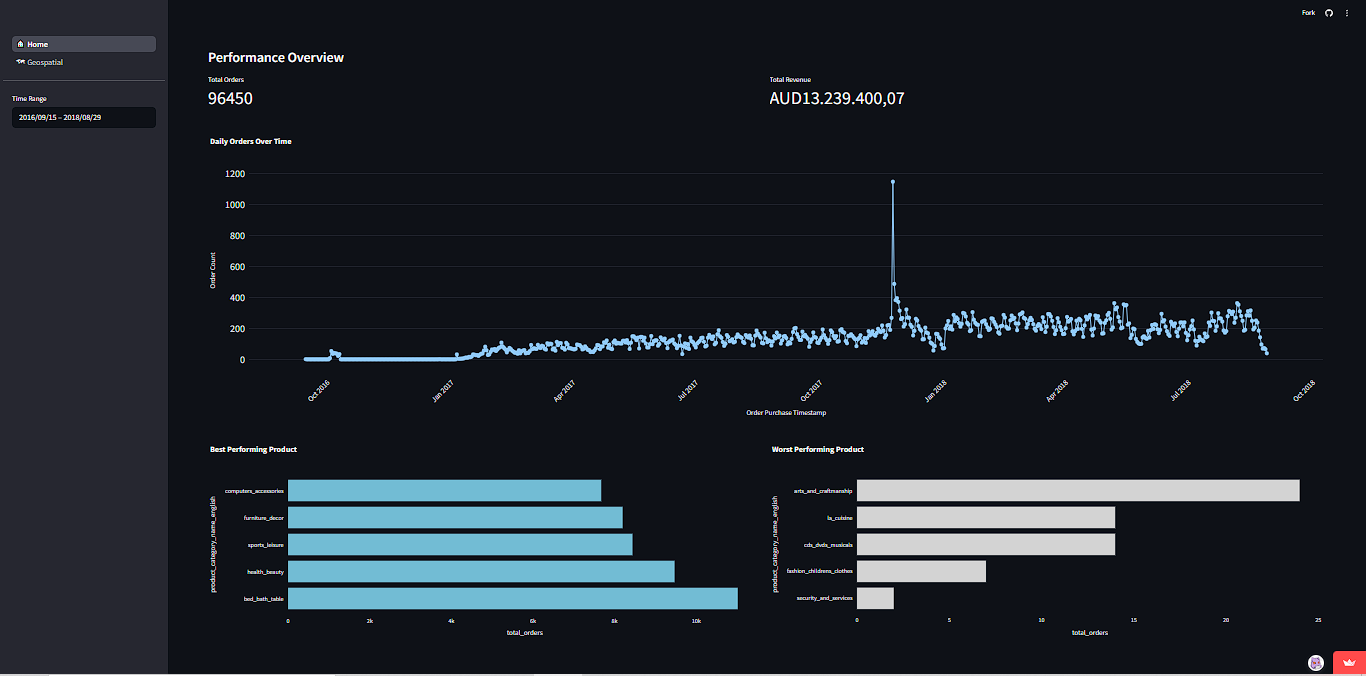 Fork
Home
Geospatial
Time Range
2016/09/15 – 2018/08/29
Performance Overview
Total Orders
96450
Total Revenue
AUD13.239.400,07
Daily Orders Over Time
1200
1000
800
600
400
200
0
Order Count
Oct 2016
Jan 2017
Apr 2017
Jul 2017
Oct 2017
Jan 2018
Apr 2018
Jul 2018
Oct 2018
Order Purchase Timestamp
Best Performing Product
computers_accessories
furniture_decor
sports_leisure
health_beauty
bed_bath_table
product_category_name_english
0 2k 4k 6k 8k 10k
total_orders
Worst Performing Product
arts_and_craftmanship
la_cuisine
cds_dvds_musicals
fashion_childrens_clothes
security_and_services
product_category_name_english
0 5 10 15 20 25
total_orders